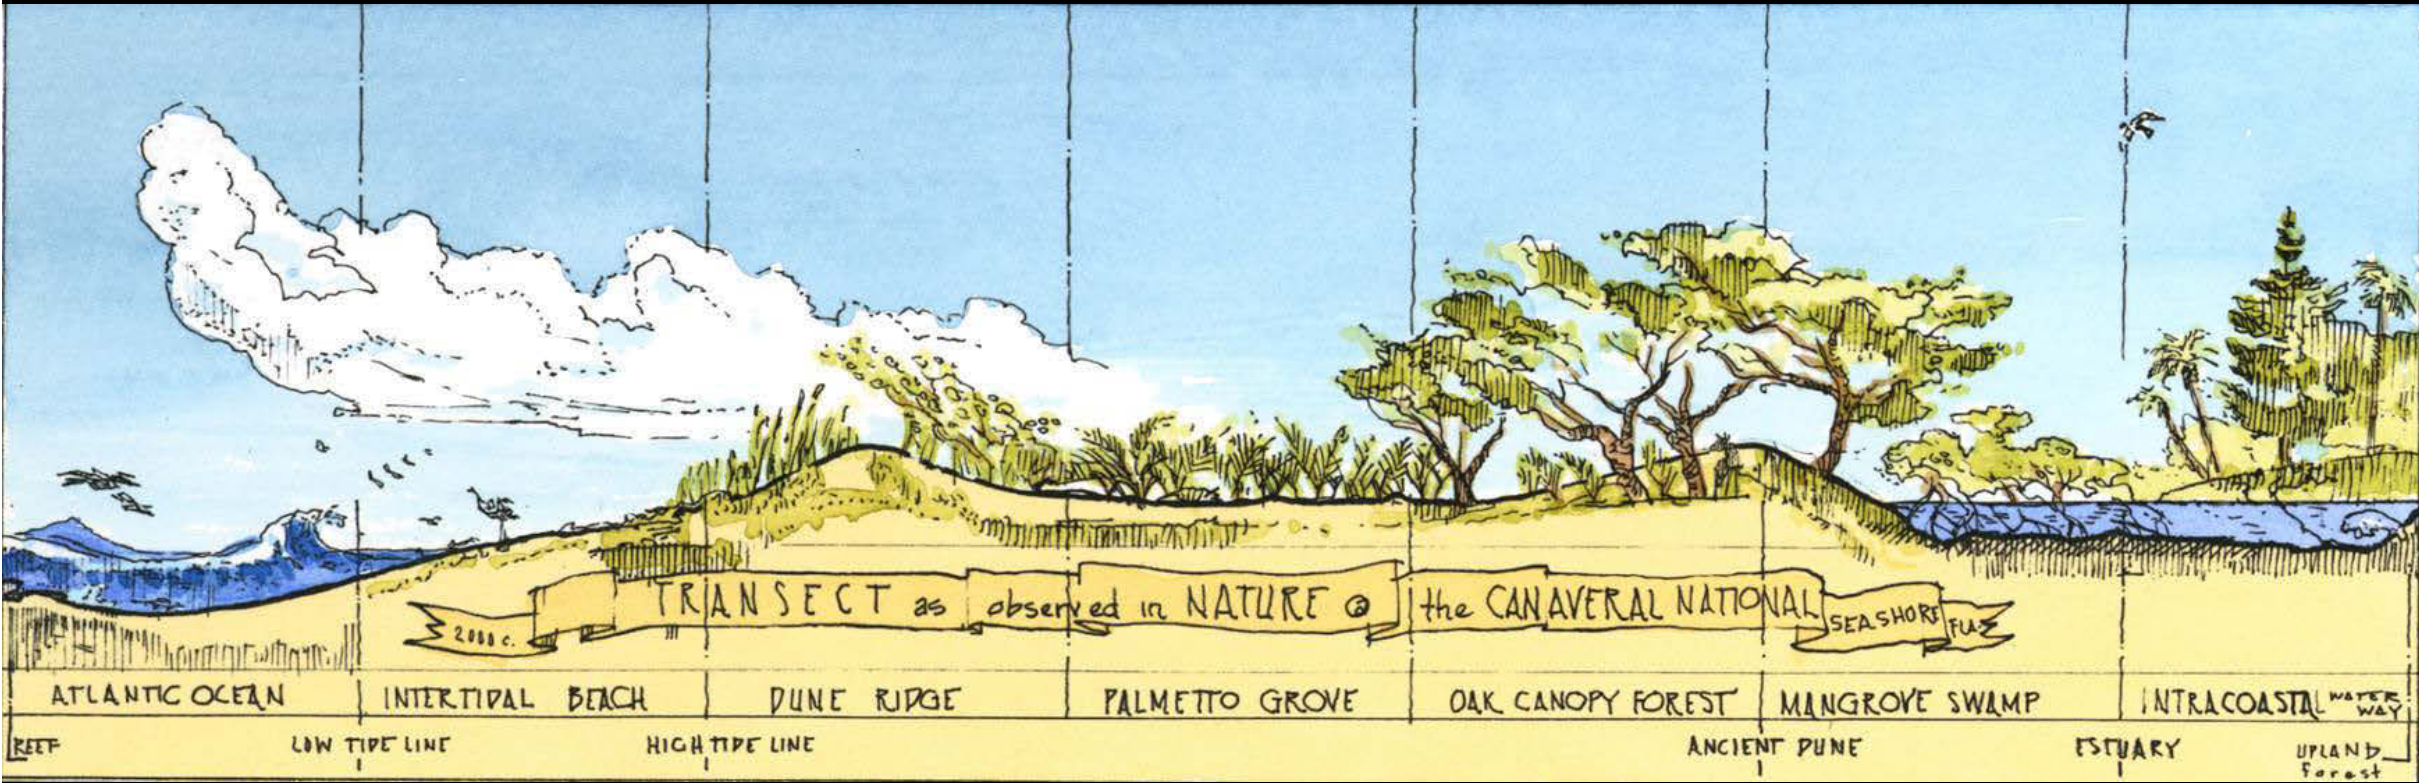 2000 c. TRANSECT as observed in NATURE @ the CANAVERAL NATIONAL SEASHORE FLA
ATLANTIC OCEAN INTERTIDAL BEACH DUNE RIDGE PALMETTO GROVE OAK CANOPY FOREST MANGROVE SWAMP INTRACOASTAL WATER WAY
REEF LOW TIDE LINE HIGH TIDE LINE ANCIENT DUNE ESTUARY UPLAND Forest